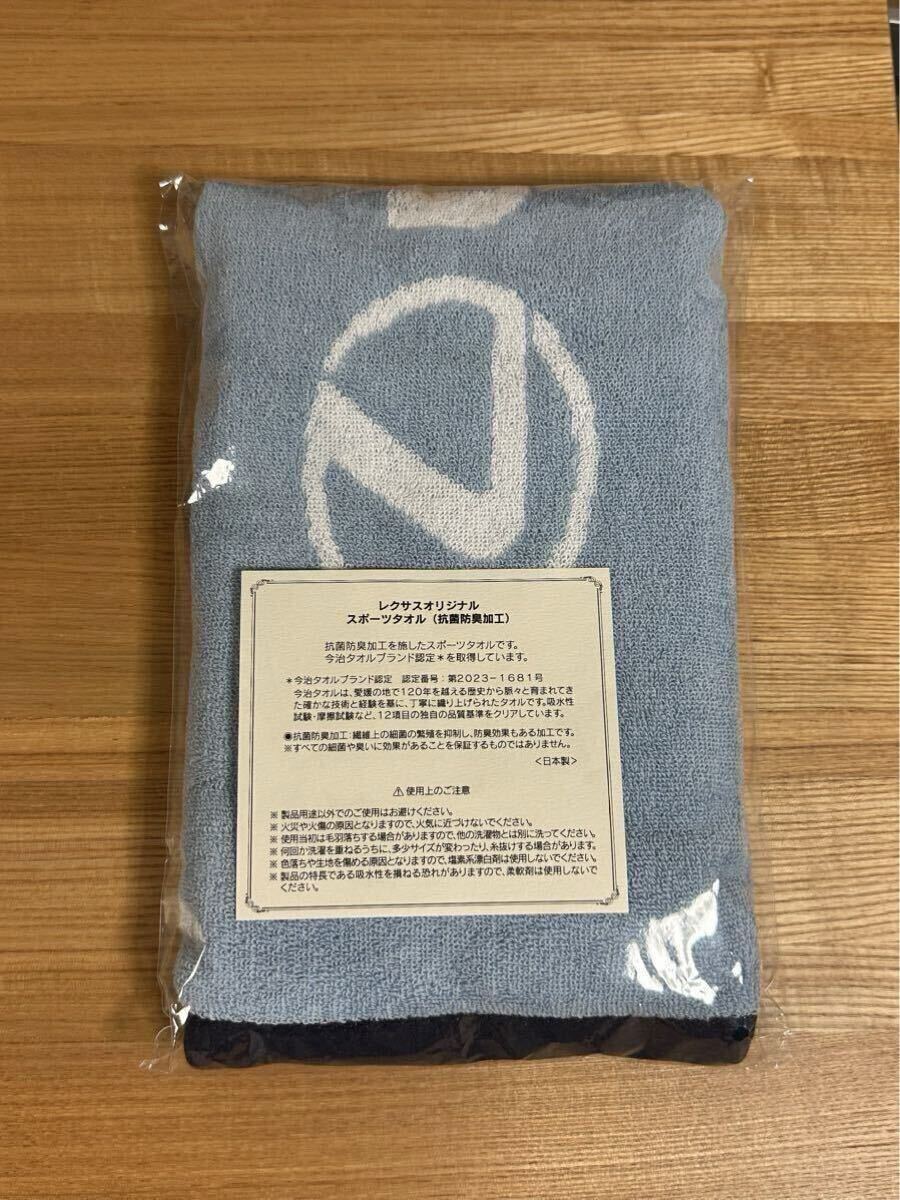 レクサスオリジナル
スポーツタオル（抗菌防臭加工）
抗菌防臭加工を施したスポーツタオルです。
今治タオルブランド認定＊を取得しています。
＊今治タオルブランド認定　認定番号：第2023-1681号
今治タオルは、愛媛の地で120年を越える歴史から脈々と育まれてき
た確かな技術と経験を基に、丁寧に織り上げられたタオルです。吸水性
試験・摩擦試験など、12項目の独自の品質基準をクリアしています。
●抗菌防臭加工：繊維上の細菌の繁殖を抑制し、防臭効果もある加工です。
※すべての細菌や臭いに効果があることを保証するものではありません。
＜日本製＞
⚠使用上のご注意
※ 製品用途以外でのご使用はお避けください。
※ 火災や火傷の原因となりますので、火気に近づけないでください。
※ 使用当初は毛羽落ちする場合がありますので、他の洗濯物とは別に洗ってください。
※ 何回か洗濯を重ねるうちに、多少サイズが変わったり、糸抜けする場合があります。
※ 色落ちや生地を傷める原因となりますので、塩素系漂白剤は使用しないでください。
※ 製品の特長である吸水性を損ねる恐れがありますので、柔軟剤は使用しないで
ください。